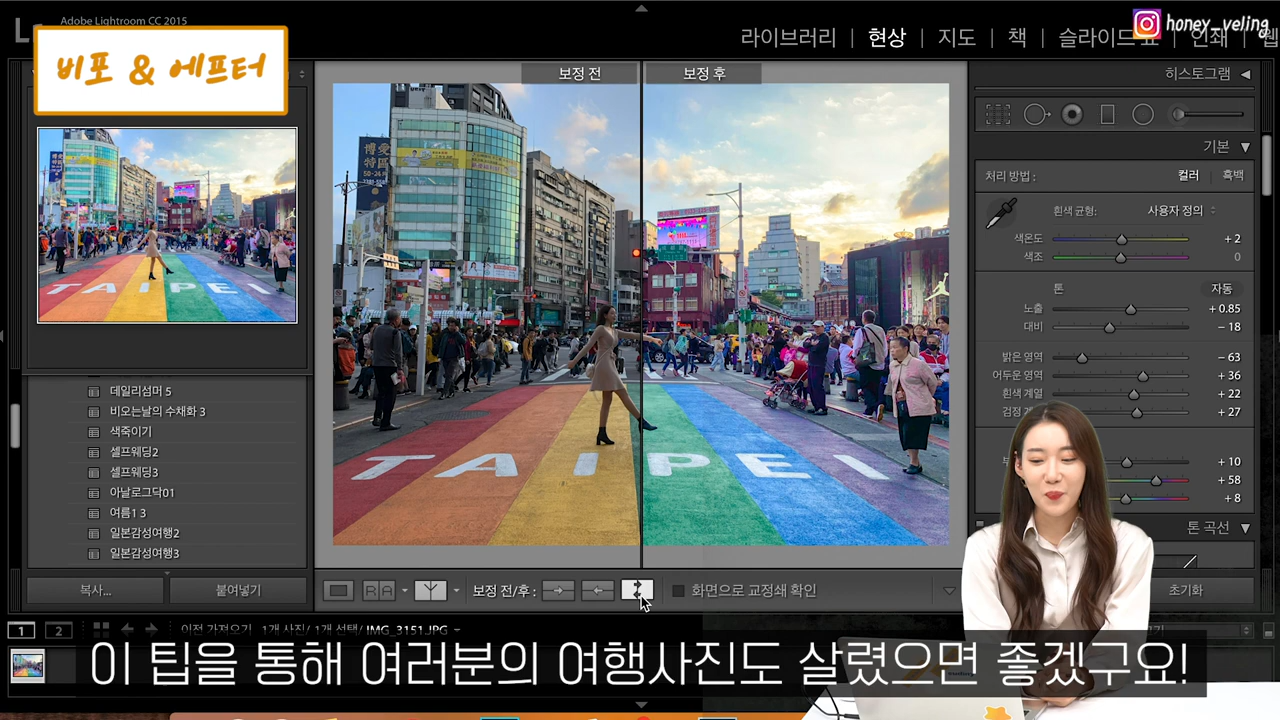 Adobe Lightroom CC 2015
비포 & 에프터
honey_veling
라이브러리 | 현상 | 지도 | 책 | 슬라이드쇼 | 인쇄 | 웹
보정 전
보정 후
히스토그램
기본
처리 방법 :
컬러
흑백
흰색 균형:
사용자 정의
색온도
+ 2
색조
0
톤
자동
노출
+ 0.85
대비
– 18
밝은 영역
– 63
어두운 영역
+ 36
흰색 계열
+ 22
검정
+ 27
+ 10
+ 58
+ 8
톤 곡선
데일리섬머 5
비오는날의 수채화 3
색죽이기
셀프웨딩2
셀프웨딩3
아날로그닥01
여름1 3
일본감성여행2
일본감성여행3
博愛
特區
TAIPEI
TAIPEI
복사...
붙여넣기
R A
Y
보정 전/후 :
화면으로 교정쇄 확인
초기화
1
2
이전 가져오기
1개 사진/ 1개 선택/ IMG_3151.JPG
이 팁을 통해 여러분의 여행사진도 살렸으면 좋겠구요!